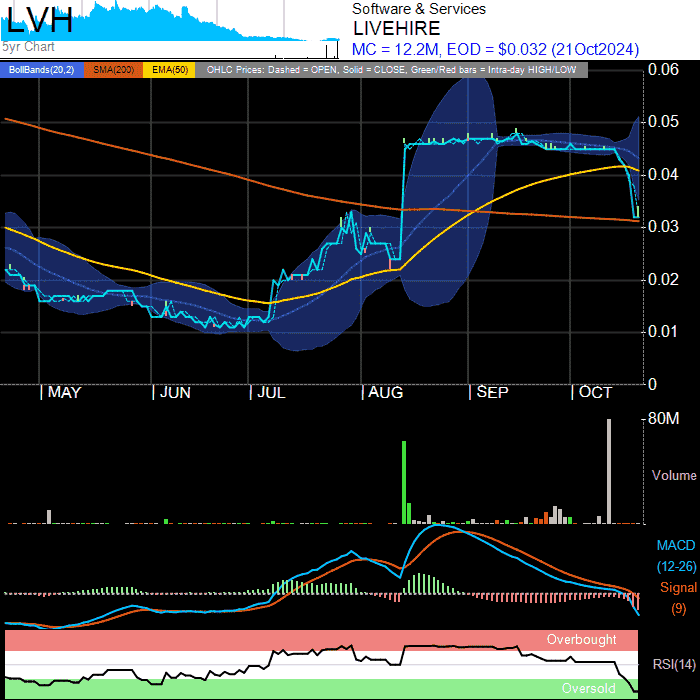 LVH
5yr Chart
Software & Services
LIVEHIRE
MC = 12.2M, EOD = $0.032 (21Oct2024)
BollBands(20,2) SMA(200) EMA(50) OHLC Prices: Dashed = OPEN, Solid = CLOSE, Green/Red bars = Intra-day HIGH/LOW
0.06
0.05
0.04
0.03
0.02
0.01
0
MAY JUN JUL AUG SEP OCT
80M
Volume
MACD
(12-26)
Signal
(9)
Overbought
RSI(14)
Oversold